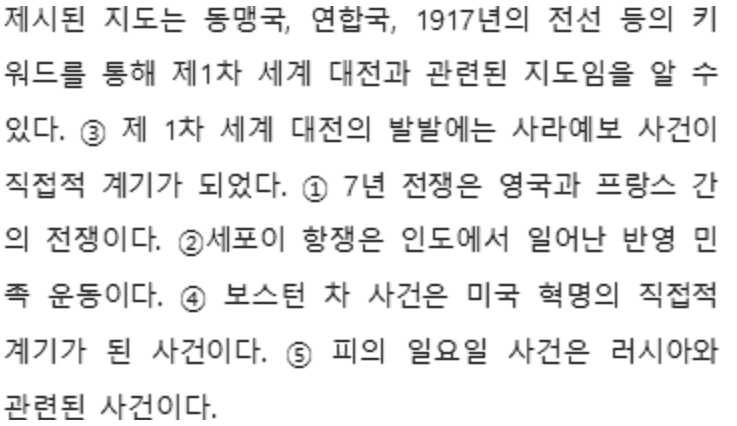 제시된 지도는 동맹국, 연합국, 1917년의 전선 등의 키
워드를 통해 제1차 세계 대전과 관련된 지도임을 알 수
있다. ③ 제 1차 세계 대전의 발발에는 사라예보 사건이
직접적 계기가 되었다. ① 7년 전쟁은 영국과 프랑스 간
의 전쟁이다. ②세포이 항쟁은 인도에서 일어난 반영 민
족 운동이다. ④ 보스턴 차 사건은 미국 혁명의 직접적
계기가 된 사건이다. ⑤ 피의 일요일 사건은 러시아와
관련된 사건이다.